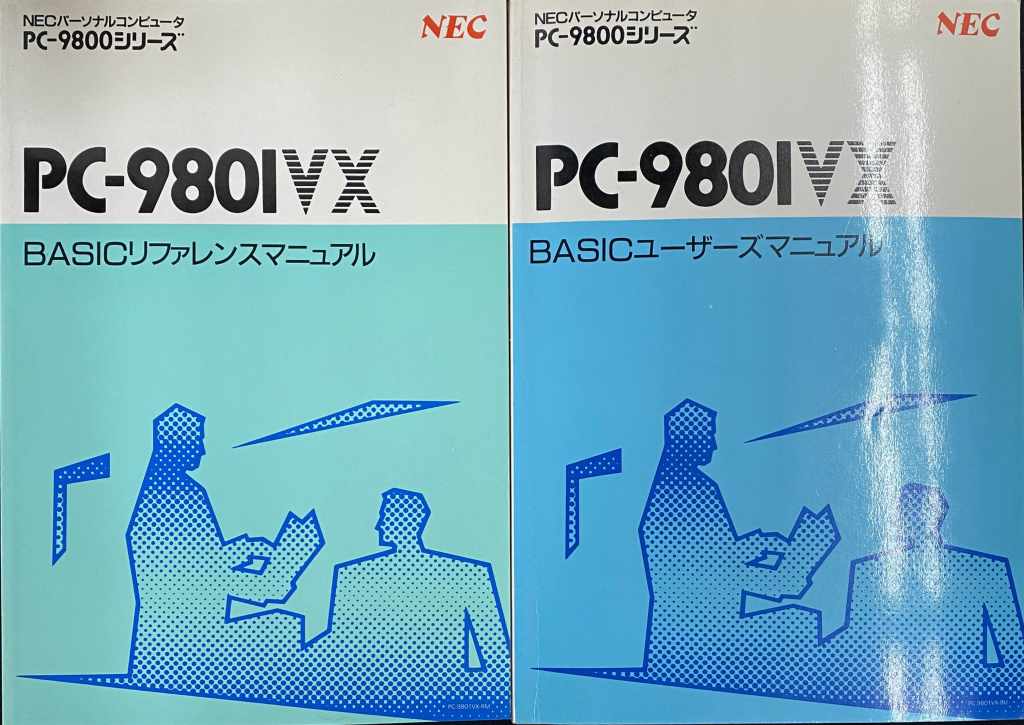 NECパーソナルコンピュータ
PC-9800シリーズ
NEC
PC-9801VX
BASICリファレンスマニュアル
PC-9801VX-RM
NECパーソナルコンピュータ
PC-9800シリーズ
NEC
PC-9801VX
BASICユーザーズマニュアル
PC-9801VX-BU